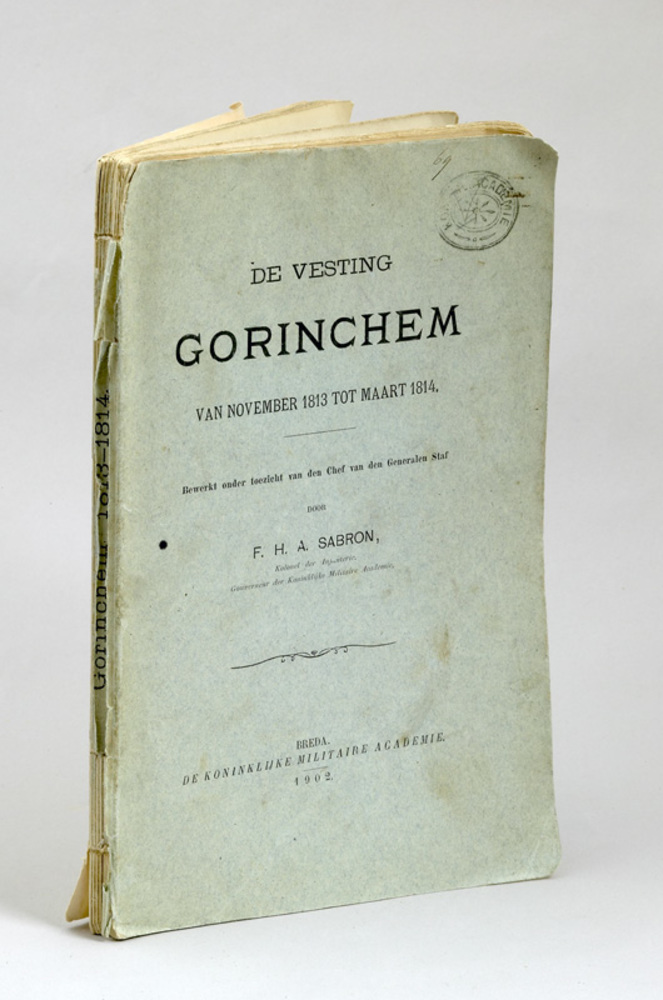 69
ACADEMIE
DE VESTING
GORINCHEM
VAN NOVEMBER 1813 TOT MAART 1814.
Bewerkt onder toezicht van den Chef van den Generalen Staf
DOOR
F. H. A. SABRON,
Kolonel der Infanterie,
Gouverneur der Koninklijke Militaire Academie.
BREDA.
DE KONINKLIJKE MILITAIRE ACADEMIE.
1902.
Gorinchem 1813-1814.